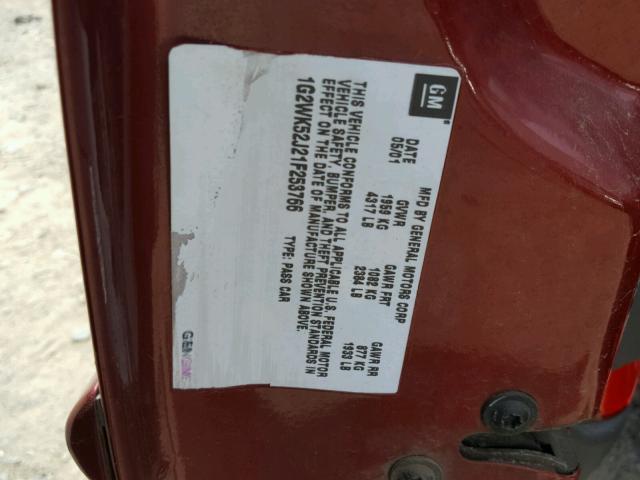 GM
MFD BY GENERAL MOTORS CORP
DATE GVWR GAWR FRT GAWR RR
05/01 1959 KG 1082 KG 877 KG
4317 LB 2384 LB 1933 LB
THIS VEHICLE CONFORMS TO ALL APPLICABLE U.S. FEDERAL MOTOR
VEHICLE SAFETY, BUMPER, AND THEFT PREVENTION STANDARDS IN
EFFECT ON THE DATE OF MANUFACTURE SHOWN ABOVE.
1G2WK52J21F253766 TYPE: PASS CAR